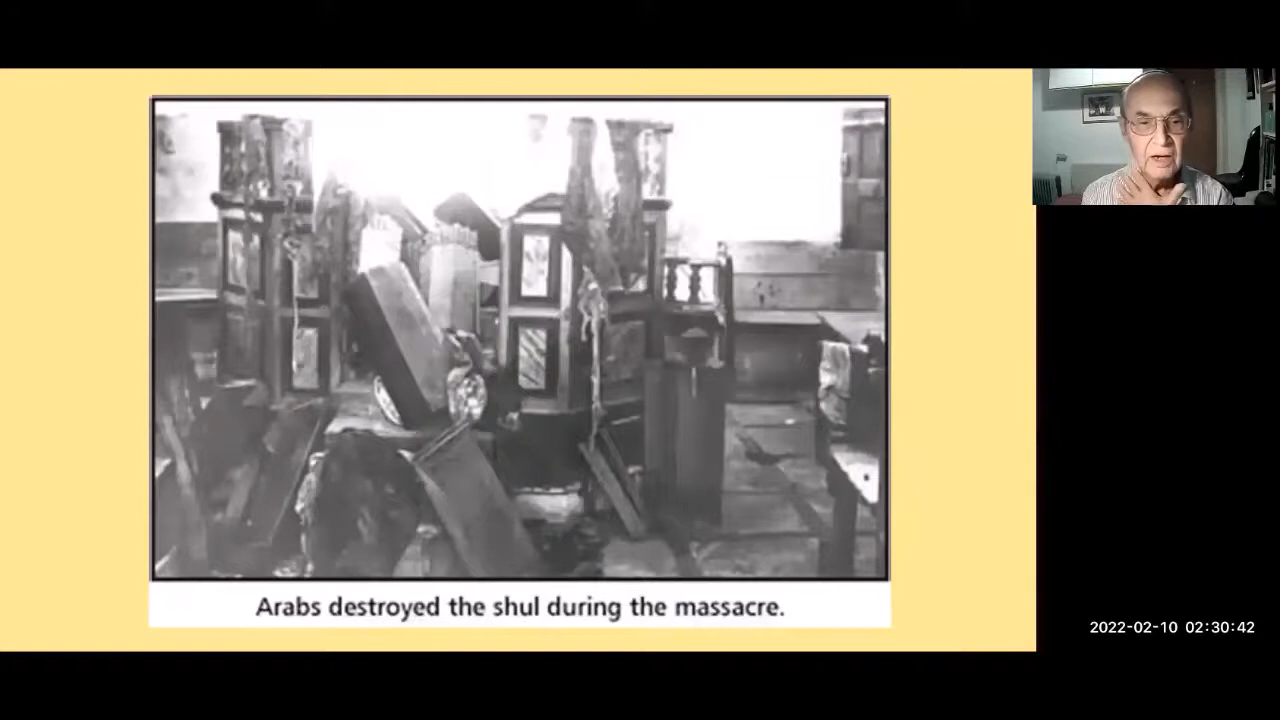 Arabs destroyed the shul during the massacre.
2022-02-10 02:30:42